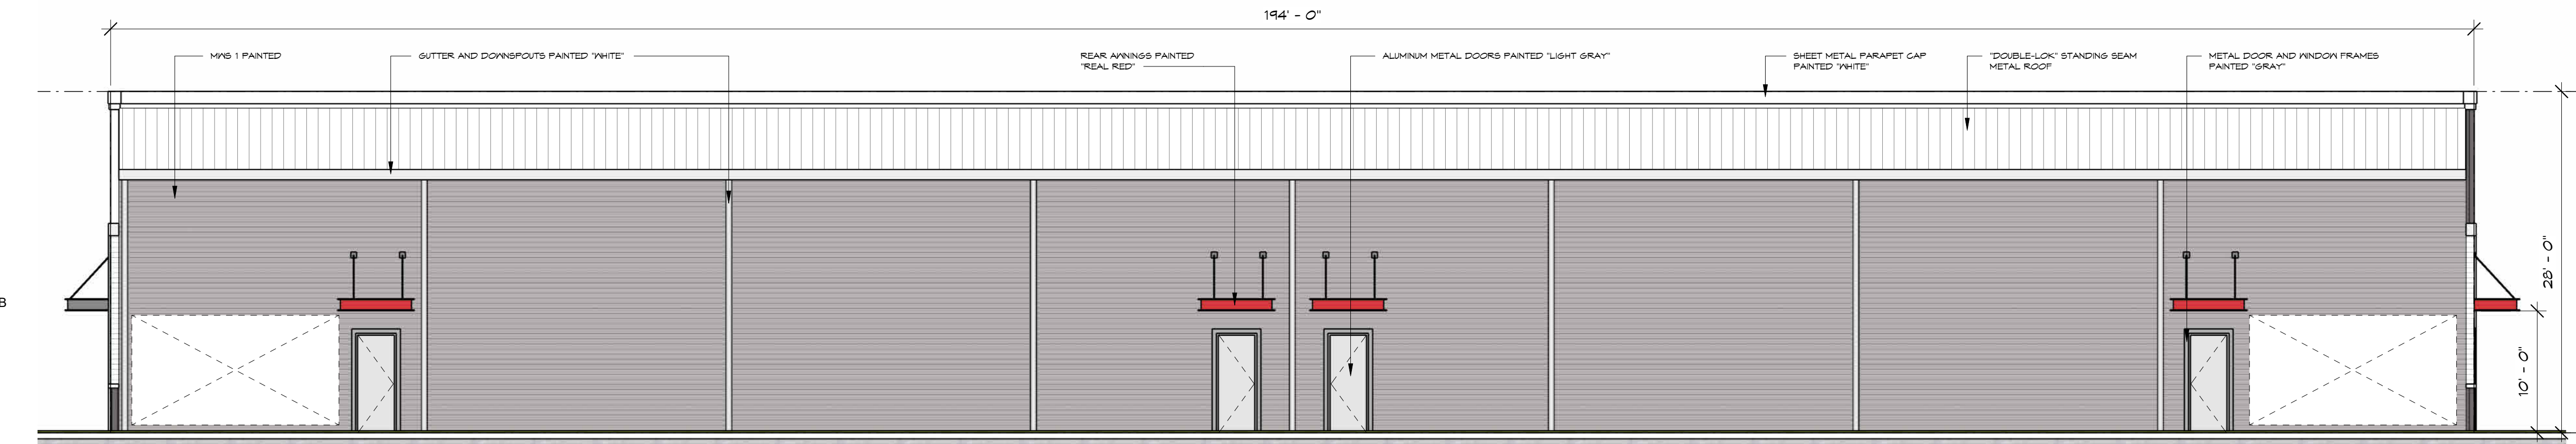 194' - 0"
MWS 1 PAINTED
GUTTER AND DOWNSPOUTS PAINTED "WHITE"
REAR AWNINGS PAINTED
"REAL RED"
ALUMINUM METAL DOORS PAINTED "LIGHT GRAY"
SHEET METAL PARAPET CAP
PAINTED "WHITE"
"DOUBLE-LOK" STANDING SEAM
METAL ROOF
METAL DOOR AND WINDOW FRAMES
PAINTED "GRAY"
28' - 0"
B
10' - 0"